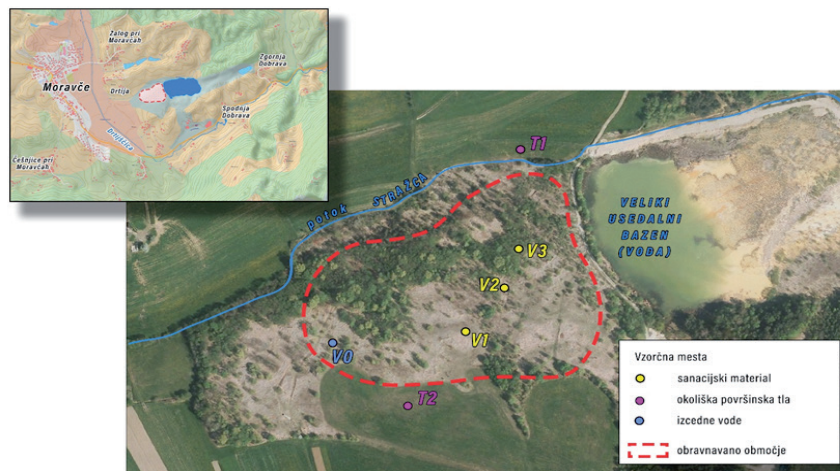 Zalog pri
Moravčah
Moravče
Drtija
Zgornja
Dobrava
Spodnja
Dobrava
Drtijščica
Češnjice pri
Moravčah
T1
potok STRAŽCA
VELIKI
USEDALNI
BAZEN
(VODA)
V3
V2
V1
V0
T2
Vzorčna mesta
sanacijski material
okoliška površinska tla
izcedne vode
obravnavano območje